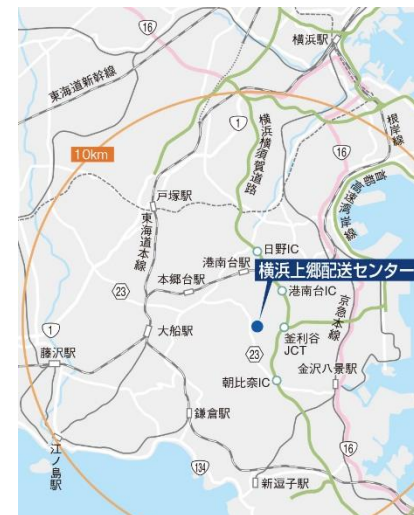 16
横浜駅
東海道新幹線
1
横浜横須賀道路
16
根岸線
10km
首都高速湾岸線
戸塚駅
東海道本線
日野IC
港南台駅
横浜上郷配送センター
本郷台駅
23
港南台IC
京急本線
1
大船駅
釜利谷
JCT
23
藤沢駅
朝比奈IC
金沢八景駅
鎌倉駅
江ノ島駅
134
16
新逗子駅